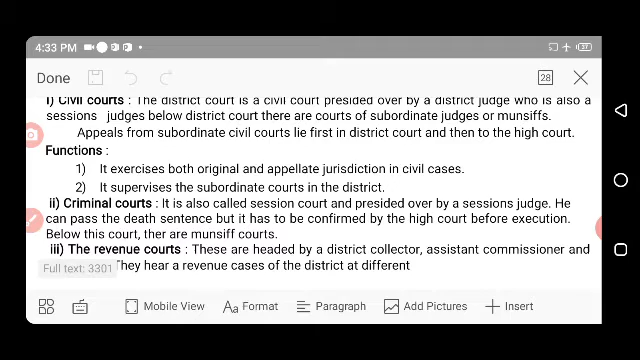 4:33 PM
37
Done
28
i) Civil courts : The district court is a civil court presided over by a district judge who is also a
sessions judges below district court there are courts of subordinate judges or munsiffs.
Appeals from subordinate civil courts lie first in district court and then to the high court.
Functions :
1) It exercises both original and appellate jurisdiction in civil cases.
2) It supervises the subordinate courts in the district.
ii) Criminal courts : It is also called session court and presided over by a sessions judge. He
can pass the death sentence but it has to be confirmed by the high court before execution.
Below this court, ther are munsiff courts.
iii) The revenue courts : These are headed by a district collector, assistant commissioner and
Full text: 3301 They hear a revenue cases of the district at different
Mobile View Aa Format Paragraph Add Pictures Insert